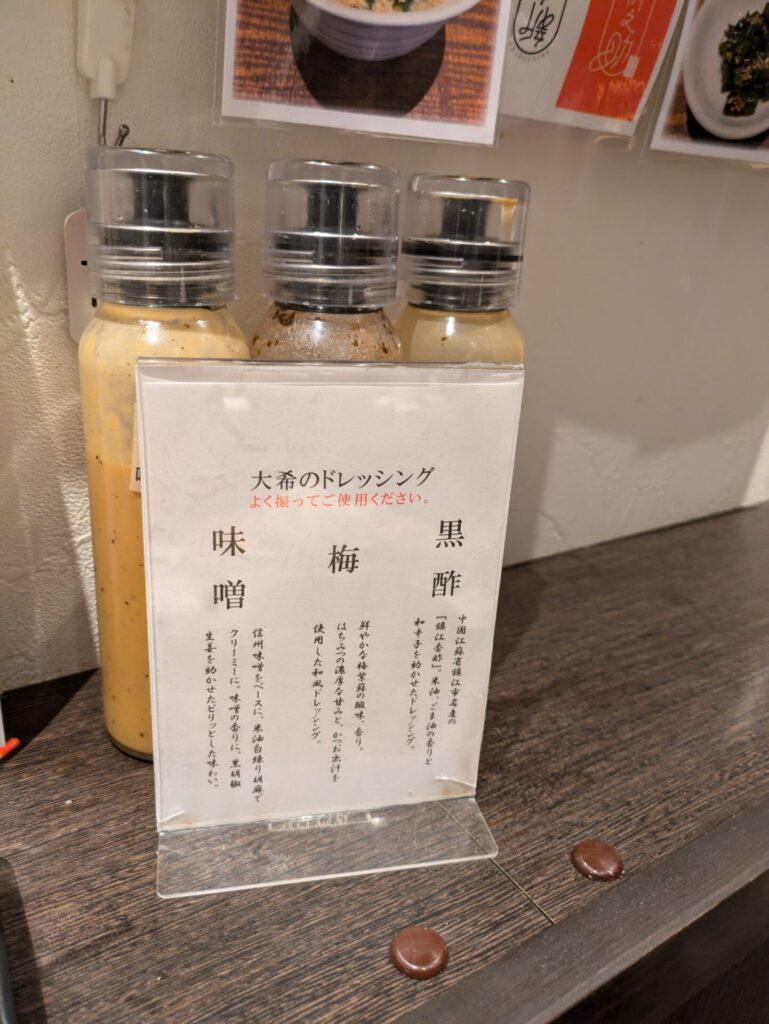 大希のドレッシング
よく振ってご使用ください。
黒酢
中国江蘇省鎮江市名産の
『鎮江香酢』。米油、ごま油の香りと
和辛子を効かせたドレッシング。
梅
鮮やかな梅紫蘇の酸味、香り。
はちみつの濃厚な甘みと、かつお出汁を
使用した和風ドレッシング。
味噌
信州味噌をベースに、米油白練り胡麻で
クリーミーに。味噌の香りに、黒胡椒
生姜を効かせたピリッとした味わい。
之助